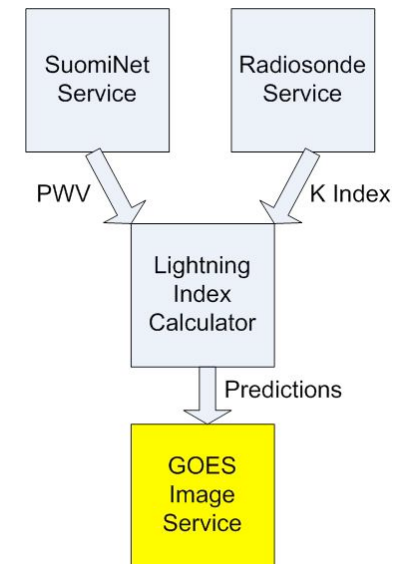 SuomiNet
Service
Radiosonde
Service
PWV
K Index
Lightning
Index
Calculator
Predictions
GOES
Image
Service